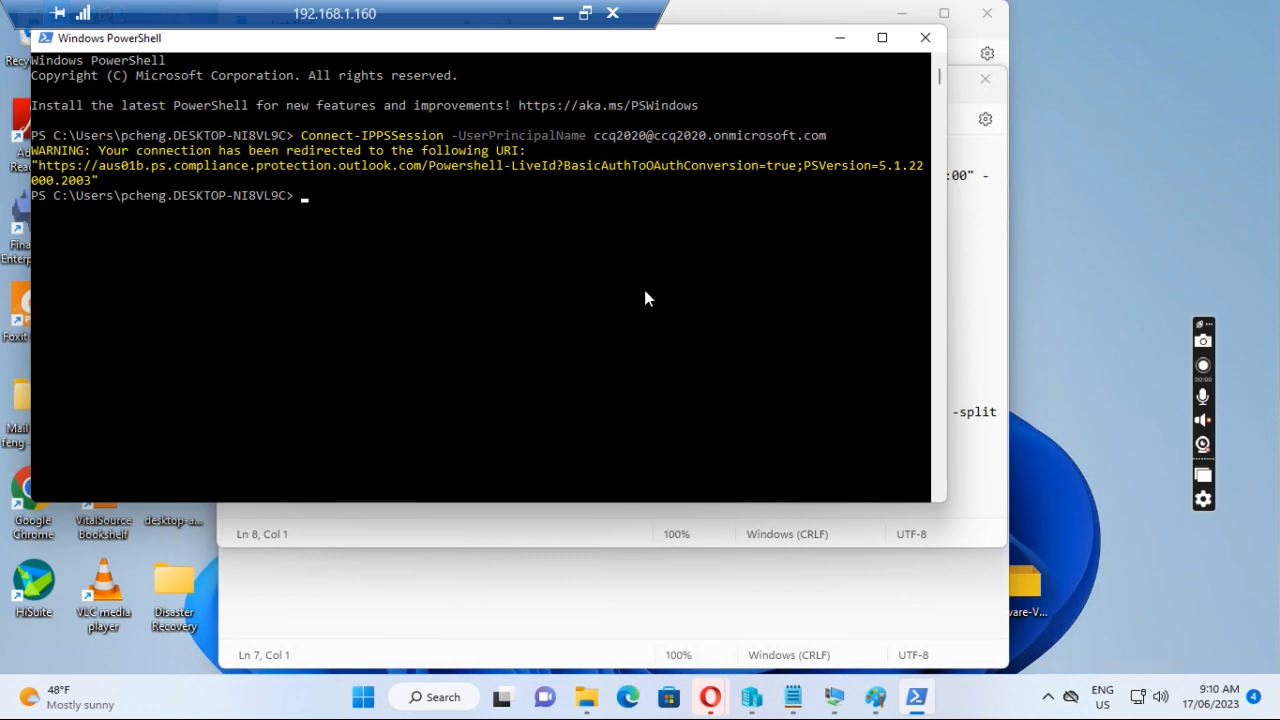 192.168.1.160
Windows PowerShell
Windows PowerShell
Copyright (C) Microsoft Corporation. All rights reserved.
Install the latest PowerShell for new features and improvements! https://aka.ms/PSWindows
PS C:\Users\pcheng.DESKTOP-NI8VL9C> Connect-IPPSSession -UserPrincipalName ccq2020@ccq2020.onmicrosoft.com
WARNING: Your connection has been redirected to the following URI:
"https://aus01b.ps.compliance.protection.outlook.com/Powershell-LiveId?BasicAuthToOAuthConversion=true;PSVersion=5.1.22
000.2003"
PS C:\Users\pcheng.DESKTOP-NI8VL9C>
:00" -
-split
Ln 8, Col 1
100%
Windows (CRLF)
UTF-8
Ln 7, Col 1
100%
Windows (CRLF)
UTF-8
Google
Chrome
VitalSource
Bookshelf
desktop-a...
HiSuite
VLC media
player
Disaster
Recovery
ware-V...
00:00
48°F
Mostly sunny
Search
ENG
US
9:10 AM
17/06/2023
4